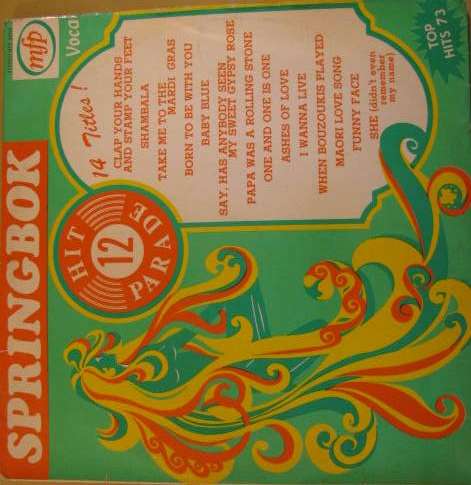 SPRINGBOK
HIT
12
PARADE
mfp
Vocal
14 Titles!
CLAP YOUR HANDS
AND STAMP YOUR FEET
SHAMBALA
TAKE ME TO THE
MARDI GRAS
BORN TO BE WITH YOU
BABY BLUE
SAY, HAS ANYBODY SEEN
MY SWEET GYPSY ROSE
PAPA WAS A ROLLING STONE
ONE AND ONE IS ONE
ASHES OF LOVE
I WANNA LIVE
WHEN BOUZOUKIS PLAYED
MAORI LOVE SONG
FUNNY FACE
SHE (didn't even
remember
my name)
TOP
HITS 73